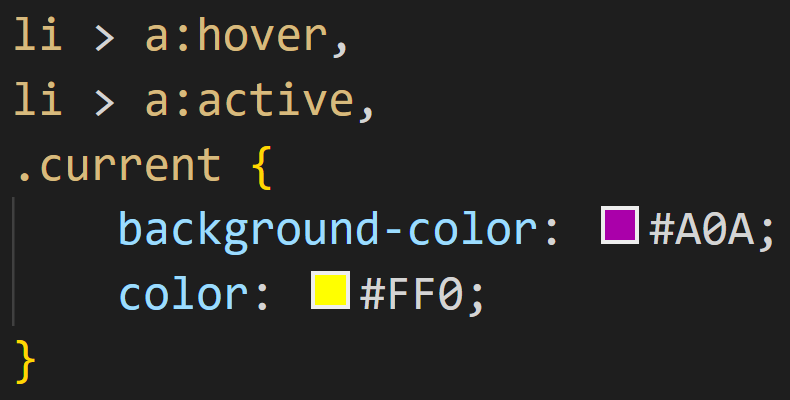 li > a:hover,
li > a:active,
.current {
    background-color: #A0A;
    color: #FF0;
}